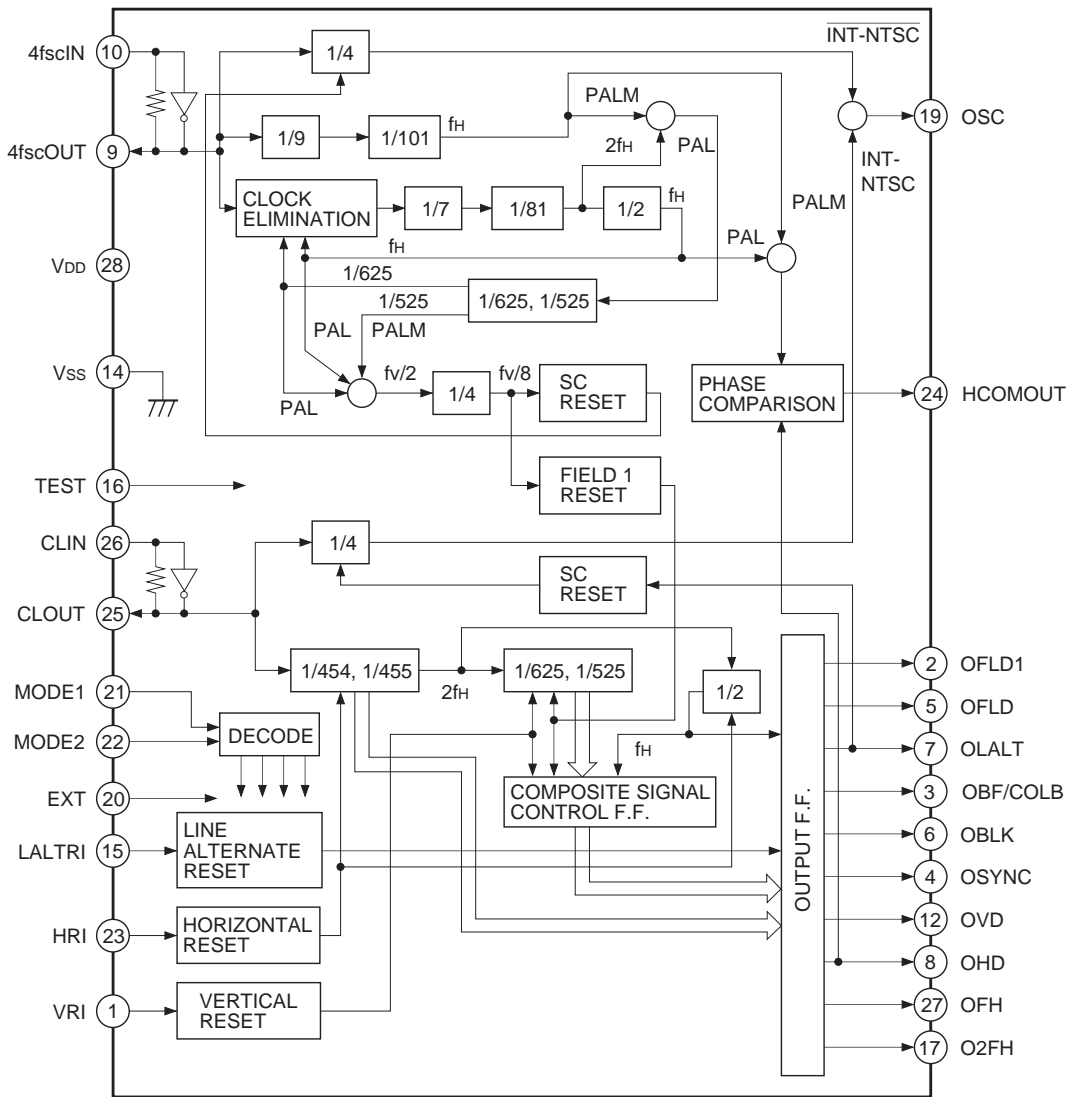 INT-NTSC
4fscIN
10
1/4
PALM
19
OSC
1/9
1/101
fH
4fscOUT
9
2fH
PAL
INT-
NTSC
CLOCK
ELIMINATION
1/7
1/81
1/2
fH
PALM
PAL
fH
VDD
28
1/625
1/525
1/625, 1/525
PAL
PALM
VSS
14
fv/2
1/4
fv/8
SC
RESET
PHASE
COMPARISON
24
HCOMOUT
PAL
TEST
16
FIELD 1
RESET
CLIN
26
1/4
SC
RESET
CLOUT
25
1/454, 1/455
2fH
1/625, 1/525
1/2
2
OFLD1
MODE1
21
5
OFLD
MODE2
22
DECODE
fH
7
OLALT
EXT
20
COMPOSITE SIGNAL
CONTROL F.F.
3
OBF/COLB
LALTRI
15
LINE
ALTERNATE
RESET
6
OBLK
OUTPUT F.F.
4
OSYNC
HRI
23
HORIZONTAL
RESET
12
OVD
8
OHD
VRI
1
VERTICAL
RESET
27
OFH
17
O2FH